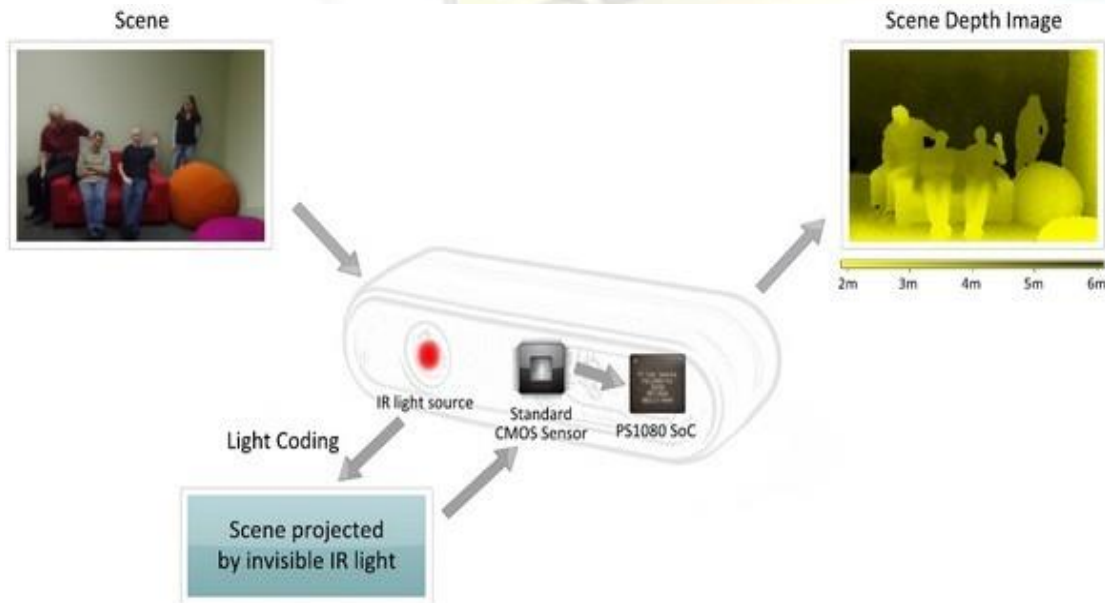 Scene
Scene Depth Image
2m 3m 4m 5m 6m
IR light source
Standard
CMOS Sensor
PS1080 SoC
Light Coding
Scene projected
by invisible IR light